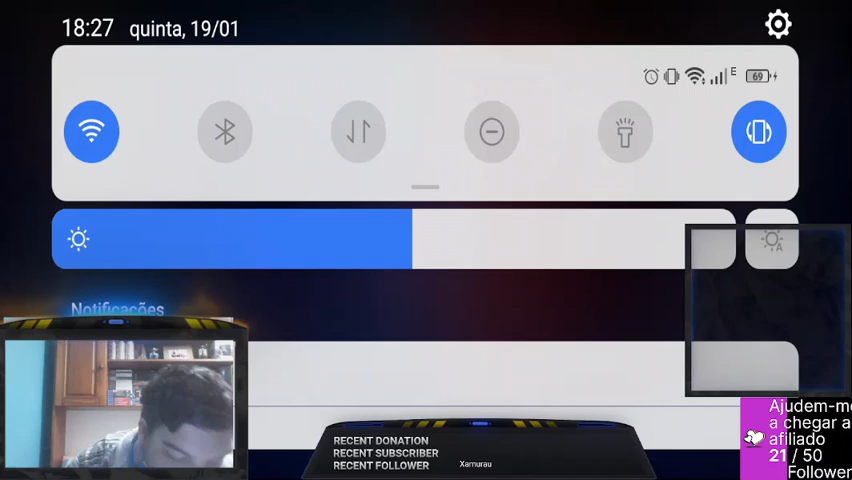 18:27 quinta, 19/01
E 69
Notificações
RECENT DONATION
RECENT SUBSCRIBER
RECENT FOLLOWER Xamurau
Ajudem-me
a chegar a
afiliado
21 / 50
Follower